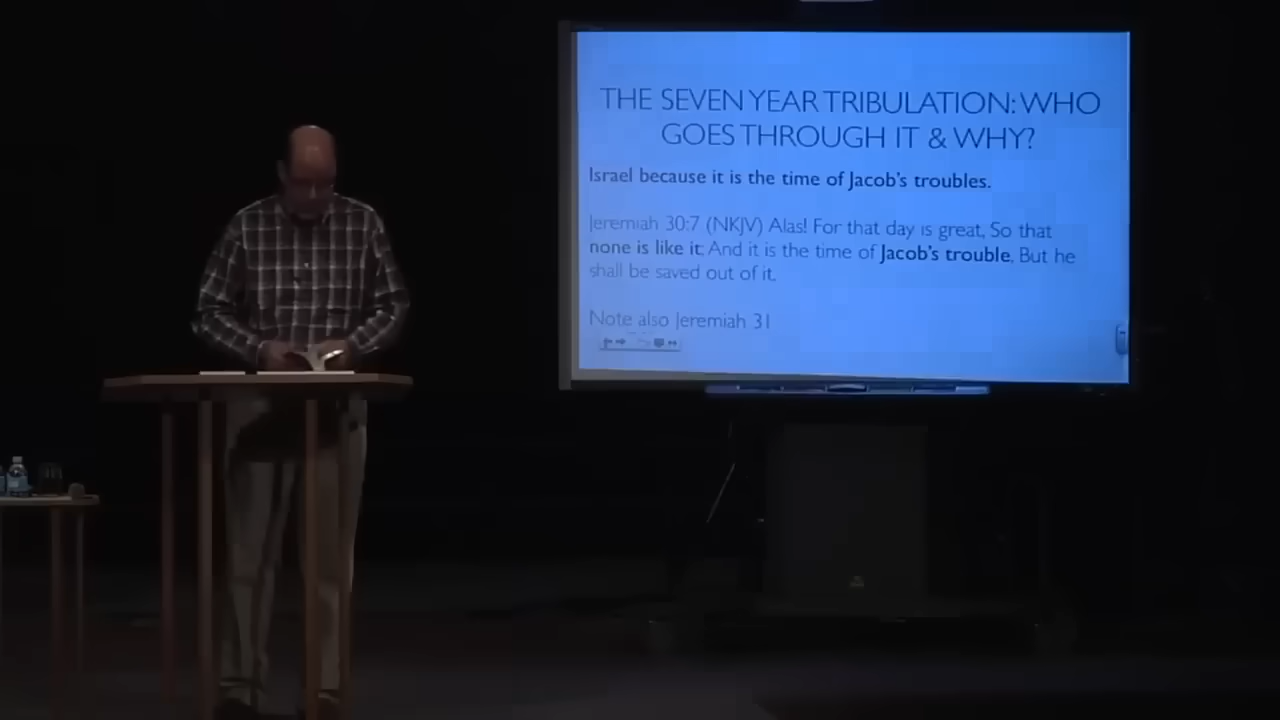 THE SEVEN YEAR TRIBULATION: WHO
GOES THROUGH IT & WHY?
Israel because it is the time of Jacob's troubles.
Jeremiah 30:7 (NKJV) Alas! For that day is great, So that
none is like it; And it is the time of Jacob's trouble, But he
shall be saved out of it.
Note also Jeremiah 31